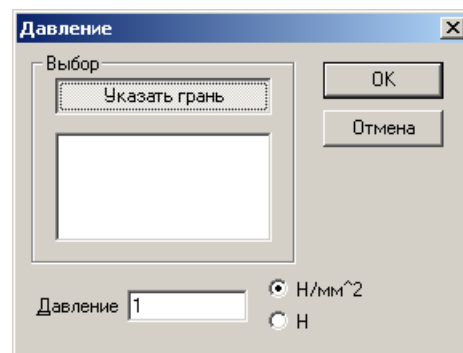 Давление
Выбор
Указать грань
OK
Отмена
Давление 1
Н/мм^2
Н